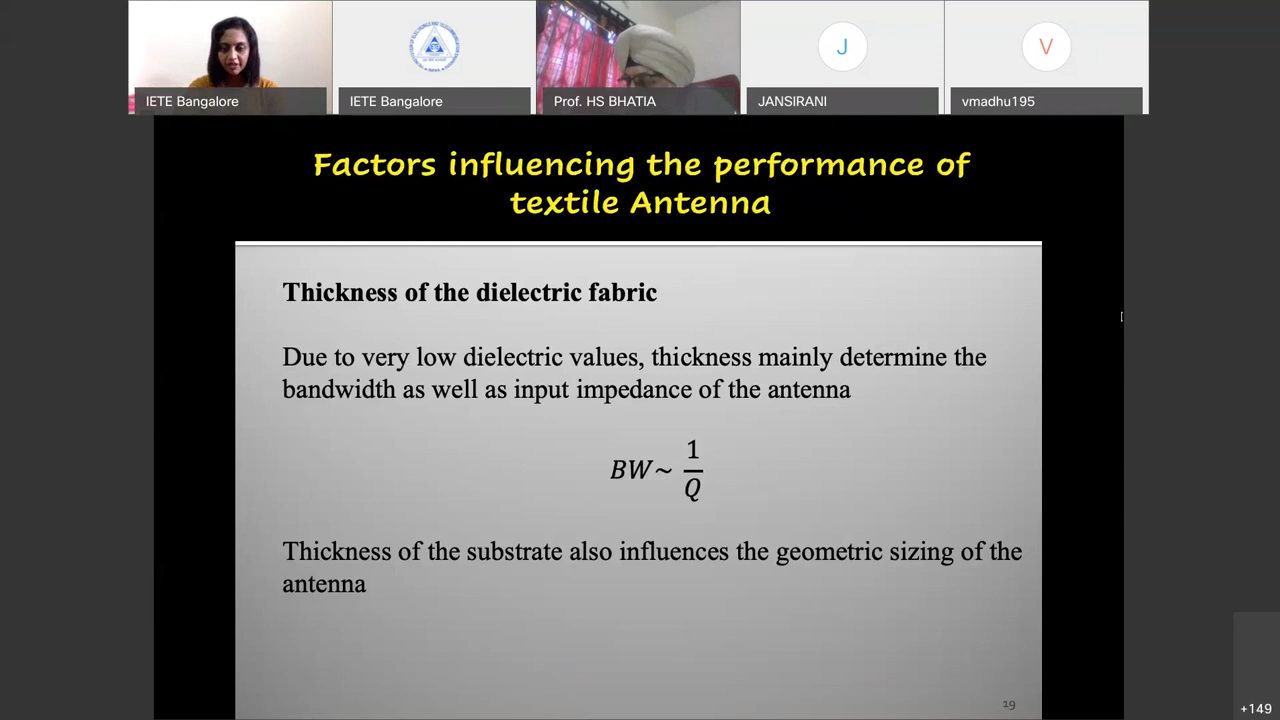 IETE Bangalore
IETE Bangalore
Prof. HS BHATIA
J
JANSIRANI
V
vmadhu195
Factors influencing the performance of
textile Antenna
Thickness of the dielectric fabric
Due to very low dielectric values, thickness mainly determine the
bandwidth as well as input impedance of the antenna
BW~ 1/Q
Thickness of the substrate also influences the geometric sizing of the
antenna
19
+149